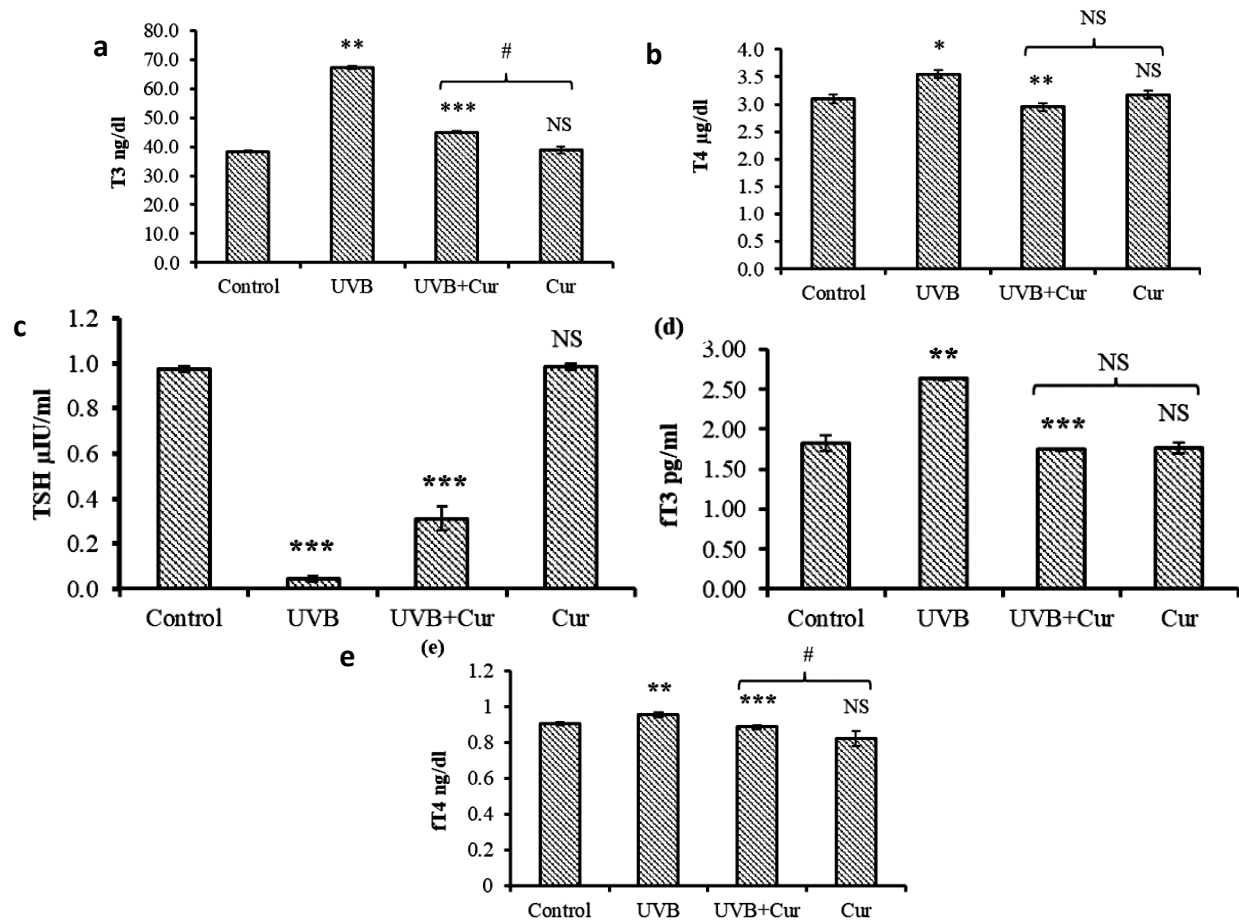 a
T3 ng/dl
80.0
70.0
60.0
50.0
40.0
30.0
20.0
10.0
0.0
**
***
#
NS
Control UVB UVB+Cur Cur
b
T4 µg/dl
4.0
3.5
3.0
2.5
2.0
1.5
1.0
0.5
0.0
*
**
NS
NS
Control UVB UVB+Cur Cur
c
TSH µIU/ml
1.2
1.0
0.8
0.6
0.4
0.2
0.0
***
***
NS
Control UVB UVB+Cur Cur
(d)
fT3 pg/ml
3.00
2.50
2.00
1.50
1.00
0.50
0.00
**
***
NS
NS
Control UVB UVB+Cur Cur
e
(e)
fT4 ng/dl
1.2
1
0.8
0.6
0.4
0.2
0
**
***
#
NS
Control UVB UVB+Cur Cur